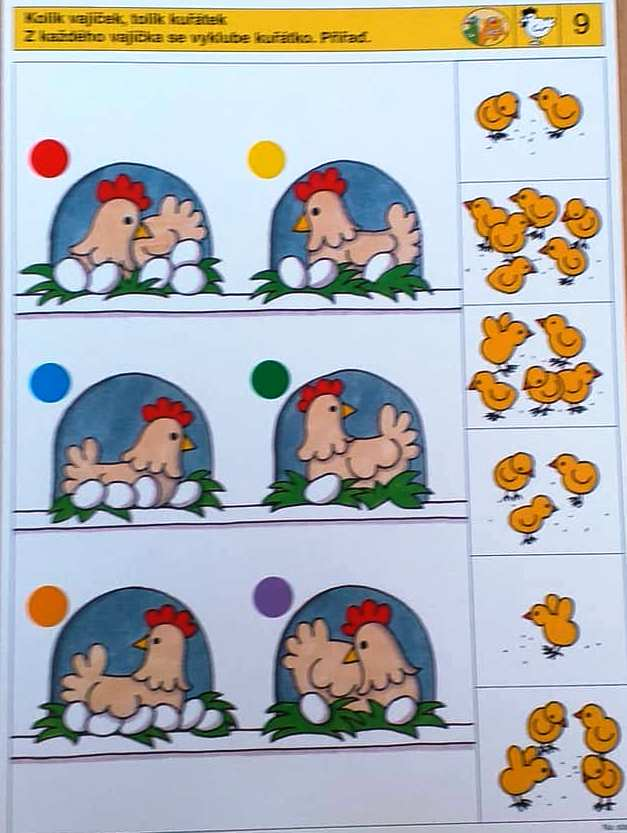 Kolik vajíček, tolik kuřátek
Z každého vajíčka se vyklube kuřátko. Přiřaď.
9